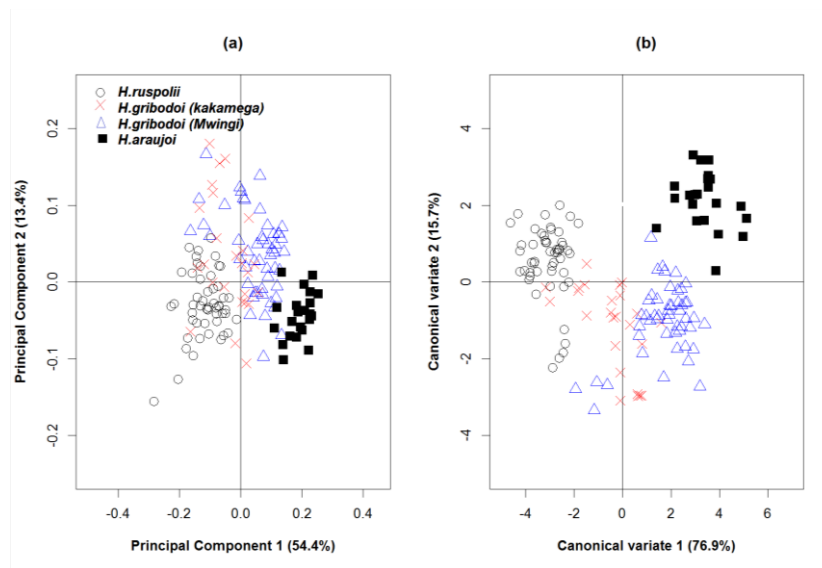 (a)
H.ruspolii
H.gribodoi (kakamega)
H.gribodoi (Mwingi)
H.araujoi
Principal Component 2 (13.4%)
0.2
0.1
0.0
-0.1
-0.2
-0.4 -0.2 0.0 0.2 0.4
Principal Component 1 (54.4%)
(b)
Canonical variate 2 (15.7%)
4
2
0
-2
-4
-4 -2 0 2 4 6
Canonical variate 1 (76.9%)